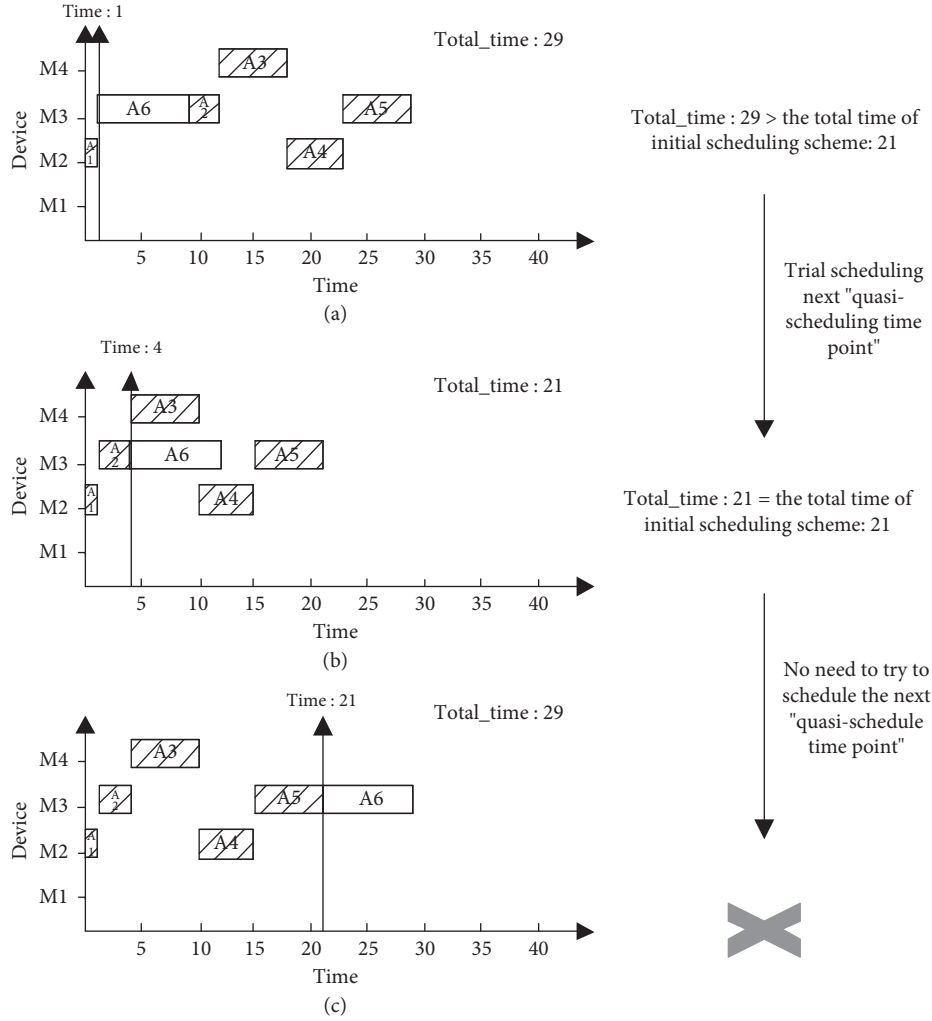 Time : 1
Total_time : 29
M4
A3
M3
A6
A
2
A5
Device
M2
A
1
A4
M1
5 10 15 20 25 30 35 40
Time
(a)
Total_time : 29 > the total time of
initial scheduling scheme: 21
Trial scheduling
next "quasi-
scheduling time
point"
Time : 4
Total_time : 21
M4
A3
M3
A
2
A6
A5
Device
M2
A
1
A4
M1
5 10 15 20 25 30 35 40
Time
(b)
Total_time : 21 = the total time of
initial scheduling scheme: 21
No need to try to
schedule the next
"quasi-schedule
time point"
Time : 21
Total_time : 29
M4
A3
M3
A
2
A5
A6
Device
M2
A
1
A4
M1
5 10 15 20 25 30 35 40
Time
(c)